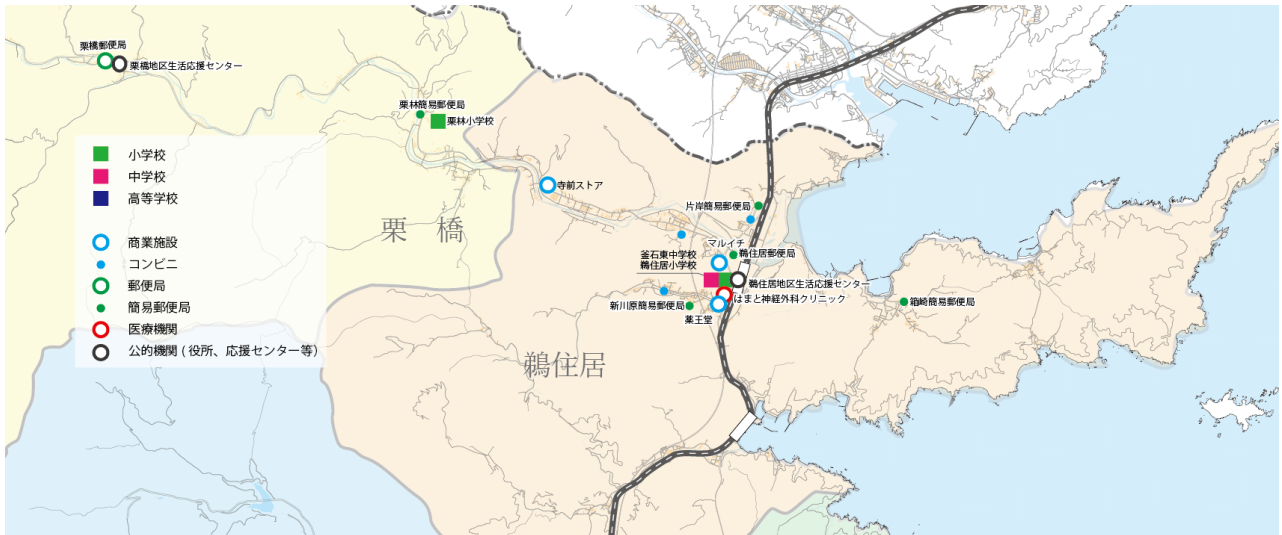 栗橋郵便局
栗橋地区生活応援センター
栗林簡易郵便局
栗林小学校
小学校
中学校
高等学校
商業施設
コンビニ
郵便局
簡易郵便局
医療機関
公的機関 ( 役所、応援センター等)
寺前ストア
栗 橋
片岸簡易郵便局
マルイチ
釜石東中学校
鵜住居小学校
鵜住居郵便局
鵜住居地区生活応援センター
はまと神経外科クリニック
新川原簡易郵便局
薬王堂
箱崎簡易郵便局
鵜住居